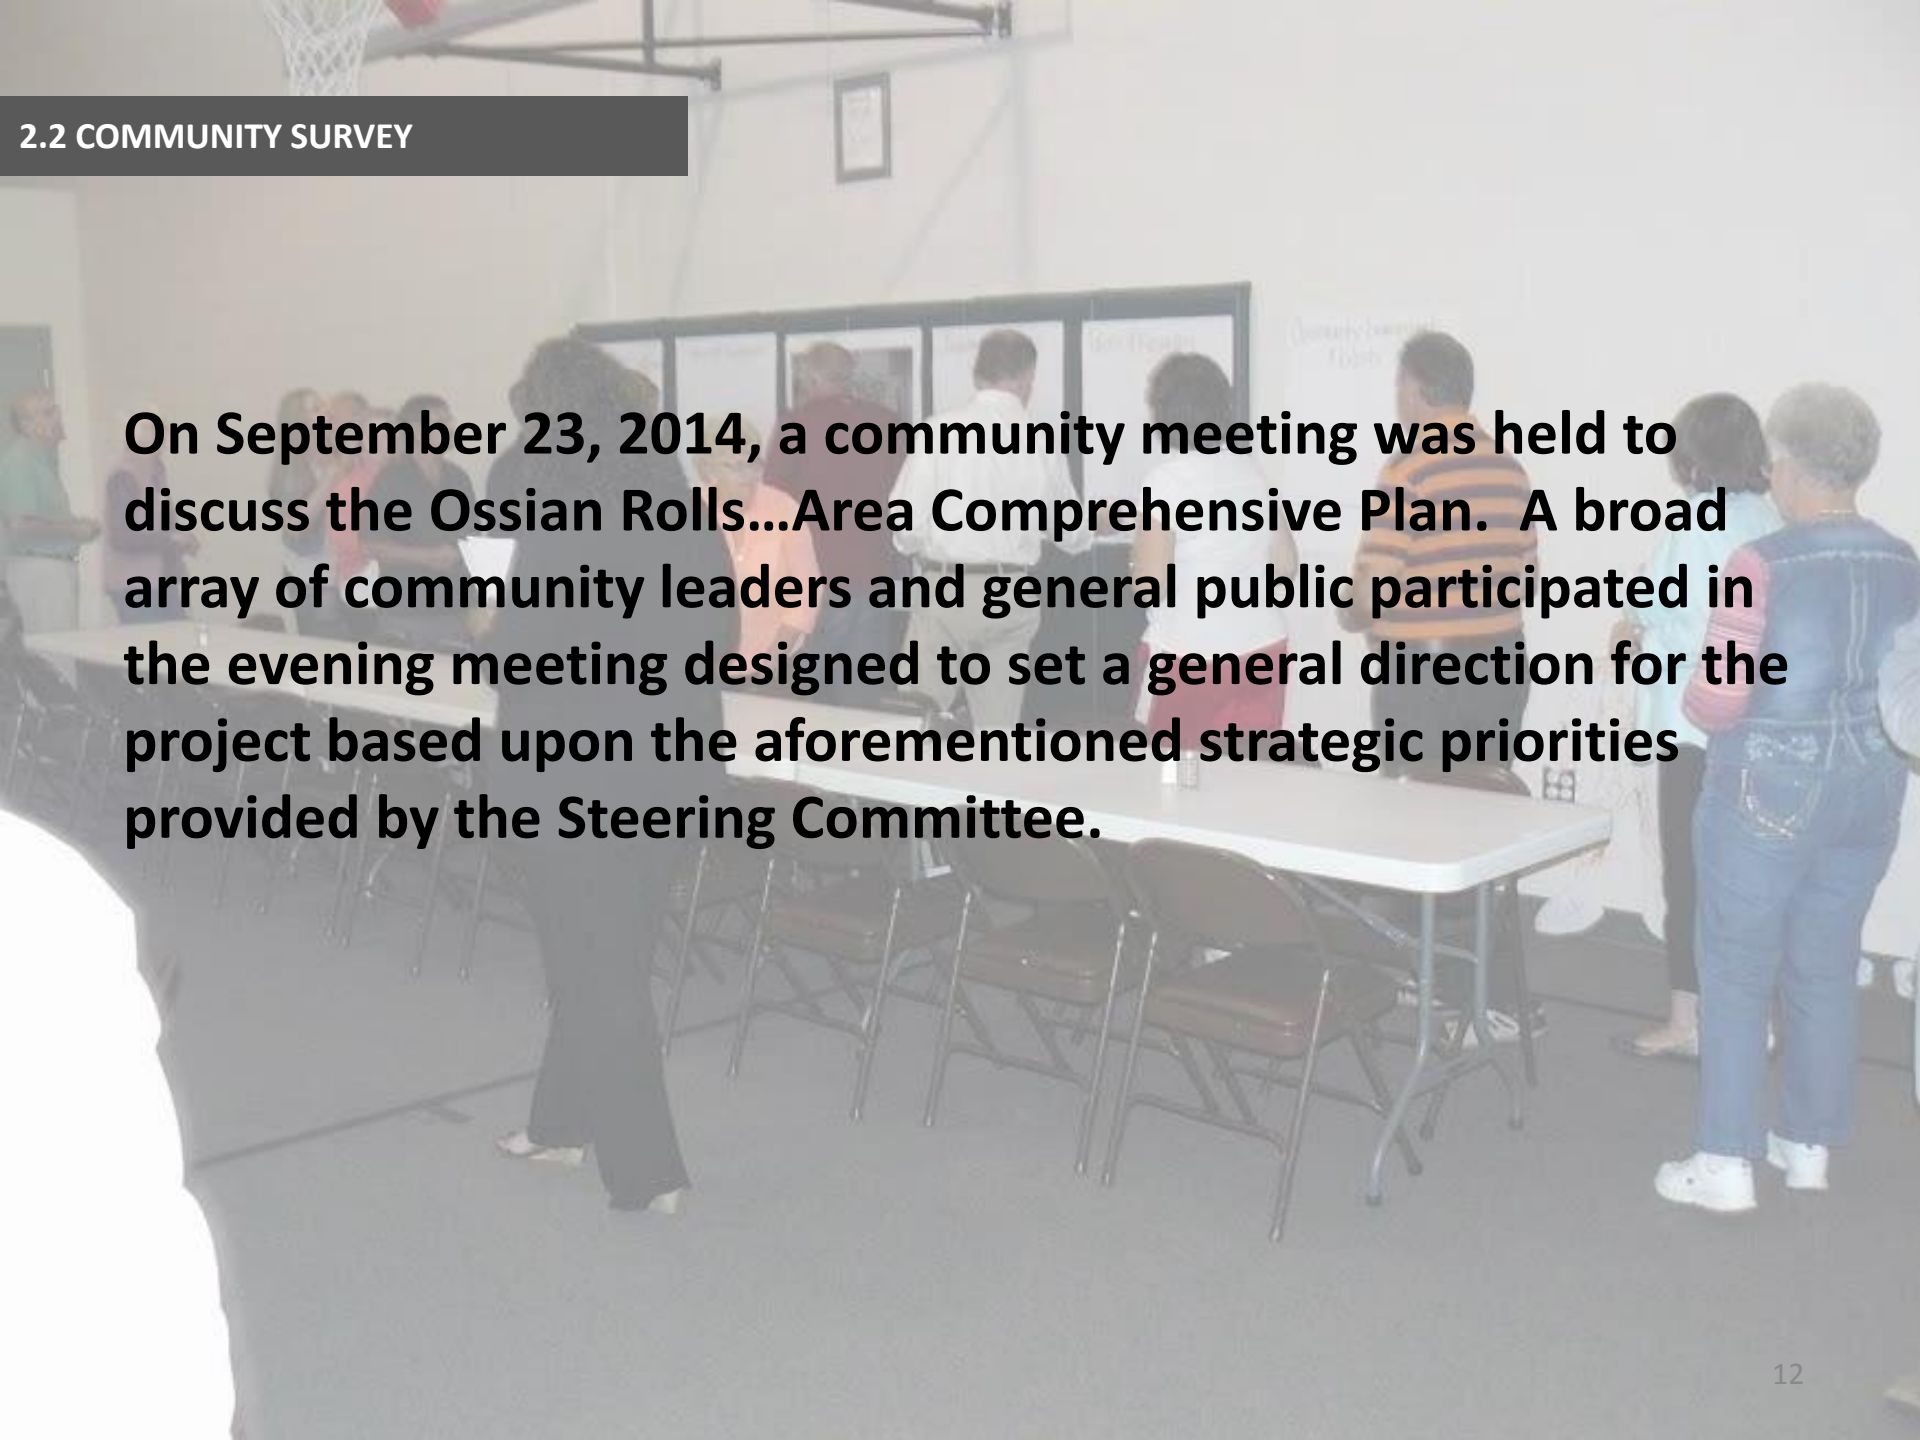 2.2 COMMUNITY SURVEY
On September 23, 2014, a community meeting was held to
discuss the Ossian Rolls…Area Comprehensive Plan.  A broad
array of community leaders and general public participated in
the evening meeting designed to set a general direction for the
project based upon the aforementioned strategic priorities
provided by the Steering Committee.
12